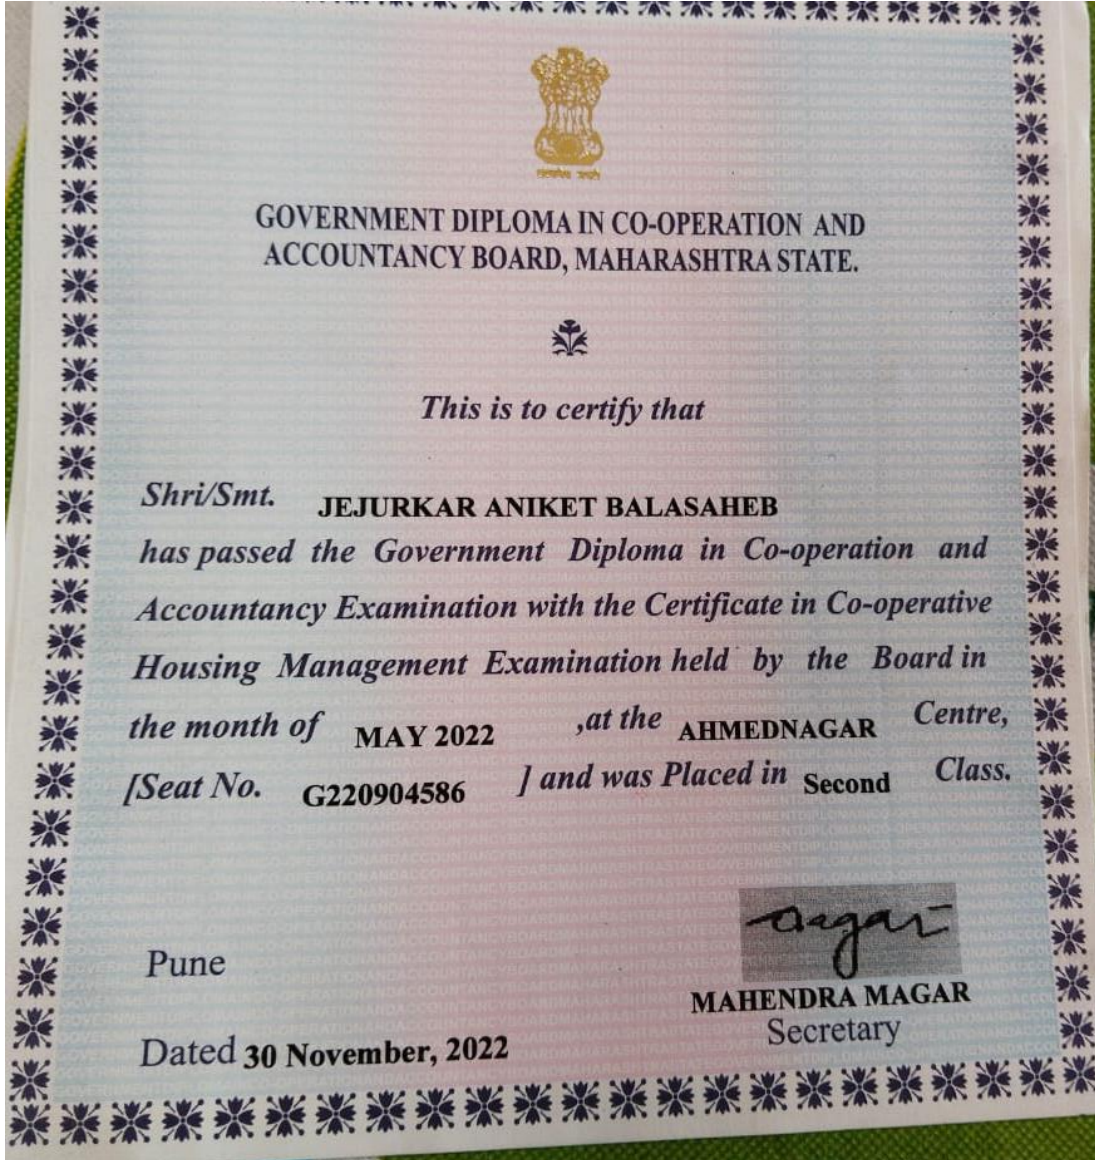 GOVERNMENT DIPLOMA IN CO-OPERATION AND
ACCOUNTANCY BOARD, MAHARASHTRA STATE.
This is to certify that
Shri/Smt. JEJURKAR ANIKET BALASAHEB
has passed the Government Diploma in Co-operation and
Accountancy Examination with the Certificate in Co-operative
Housing Management Examination held by the Board in
the month of MAY 2022 ,at the AHMEDNAGAR Centre,
[Seat No. G220904586 ] and was Placed in Second Class.
Pune
MAHENDRA MAGAR
Secretary
Dated 30 November, 2022